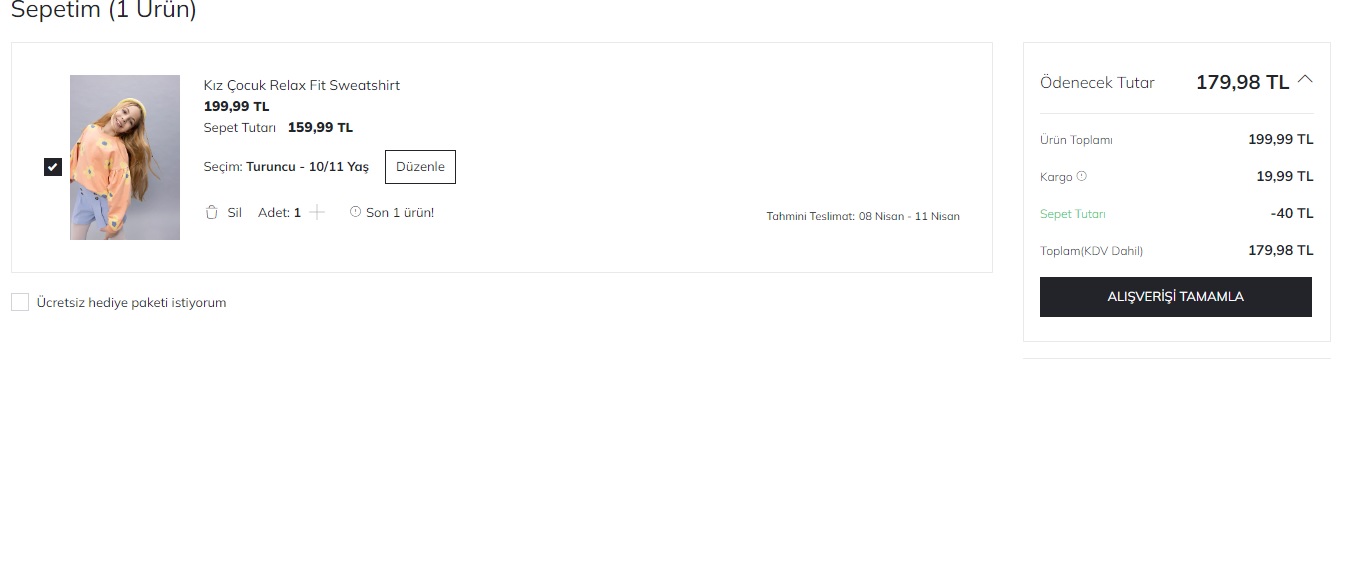 Sepetim (1 Ürün)
Kız Çocuk Relax Fit Sweatshirt
199,99 TL
Sepet Tutarı 159,99 TL
Seçim: Turuncu - 10/11 Yaş Düzenle
Sil Adet: 1 Son 1 ürün!
Tahmini Teslimat: 08 Nisan - 11 Nisan
Ücretsiz hediye paketi istiyorum
Ödenecek Tutar 179,98 TL
Ürün Toplamı 199,99 TL
Kargo 19,99 TL
Sepet Tutarı -40 TL
Toplam(KDV Dahil) 179,98 TL
ALIŞVERİŞİ TAMAMLA